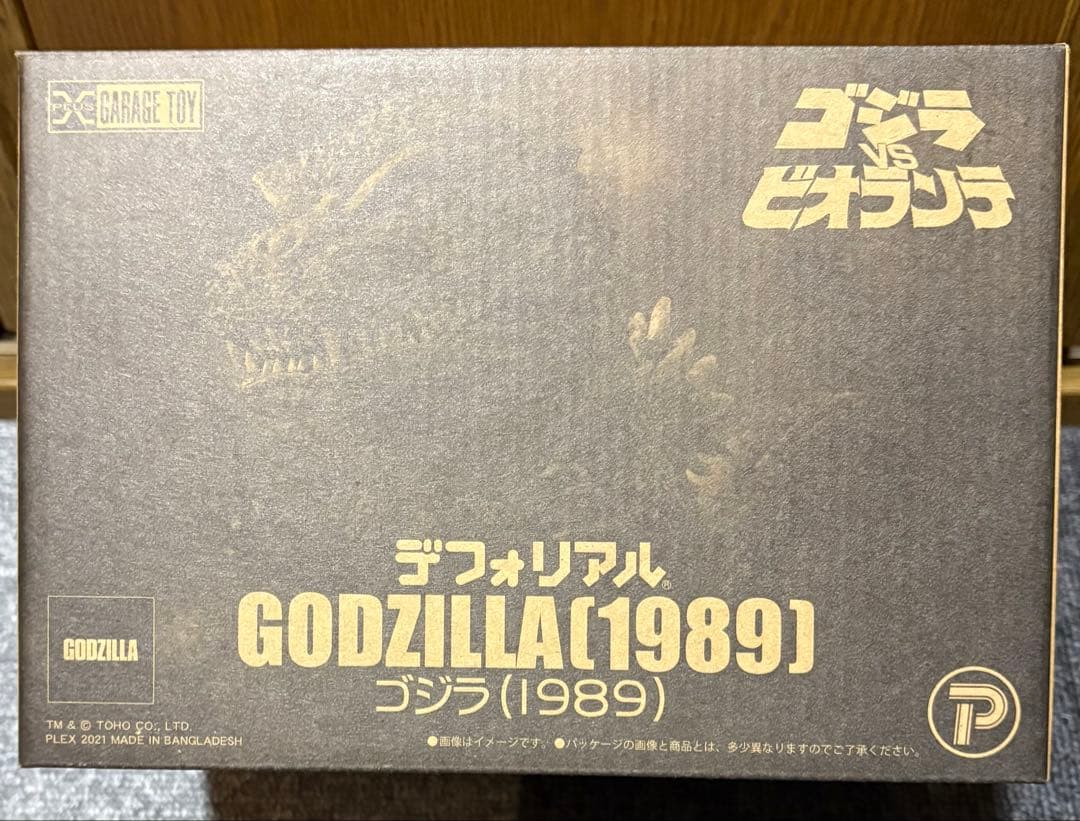 X PLUS GARAGE TOY
ゴジラ
VS
ビオランテ
デフォリアル®
GODZILLA(1989)
ゴジラ(1989)
GODZILLA
TM & © TOHO CO., LTD.
PLEX 2021 MADE IN BANGLADESH
●画像はイメージです。●パッケージの画像と商品とは、多少異なりますのでご了承ください。
P